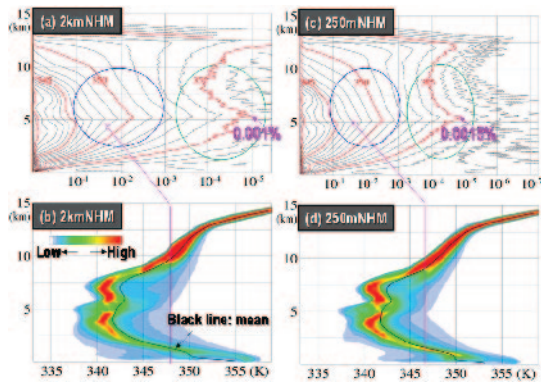 15
(km)
10
5
(a) 2kmNHM
0.001%
10-1 10-2 10-3 10-4 10-5
15
(km)
10
5
(c) 250mNHM
0.0015%
10-1 10-2 10-3 10-4 10-5 10-6 10-7
15
(km)
10
5
(b) 2kmNHM
Low High
Black line: mean
335 340 345 350 355 (K)
15
(km)
10
5
(d) 250mNHM
335 340 345 350 355 (K)